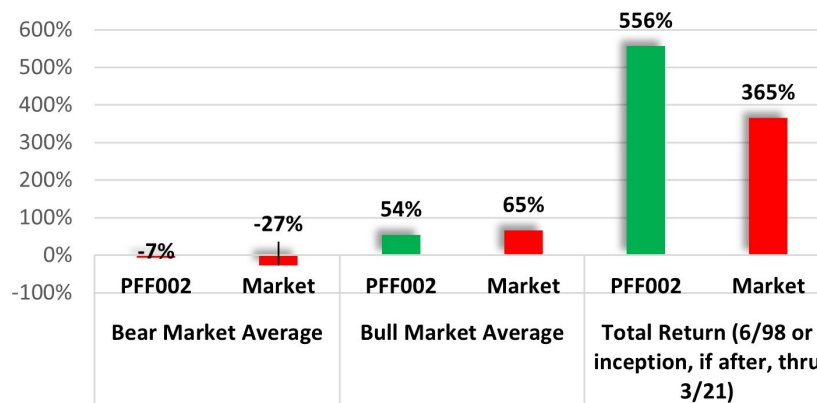 600%
500%
400%
300%
200%
100%
0%
-100%
-7%
-27%
54%
65%
556%
365%
PFF002
Market
PFF002
Market
PFF002
Market
Bear Market Average
Bull Market Average
Total Return (6/98 or
inception, if after, thru
3/21)